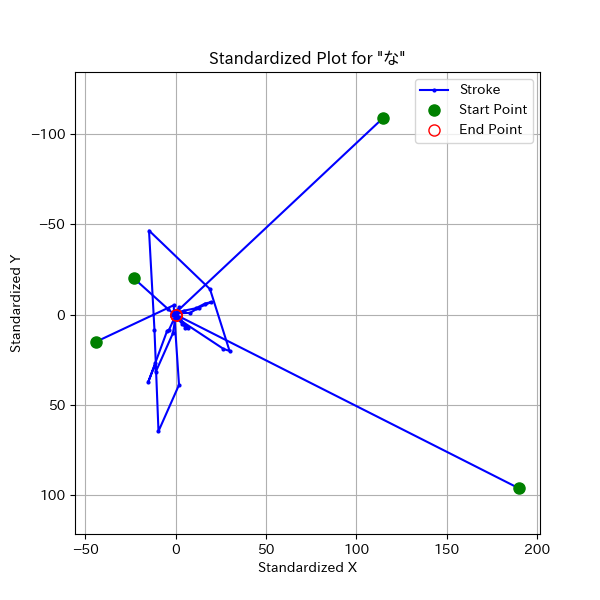 Standardized Plot for "な"
Stroke
Start Point
End Point
Standardized Y
−100
−50
0
50
100
−50 0 50 100 150 200
Standardized X